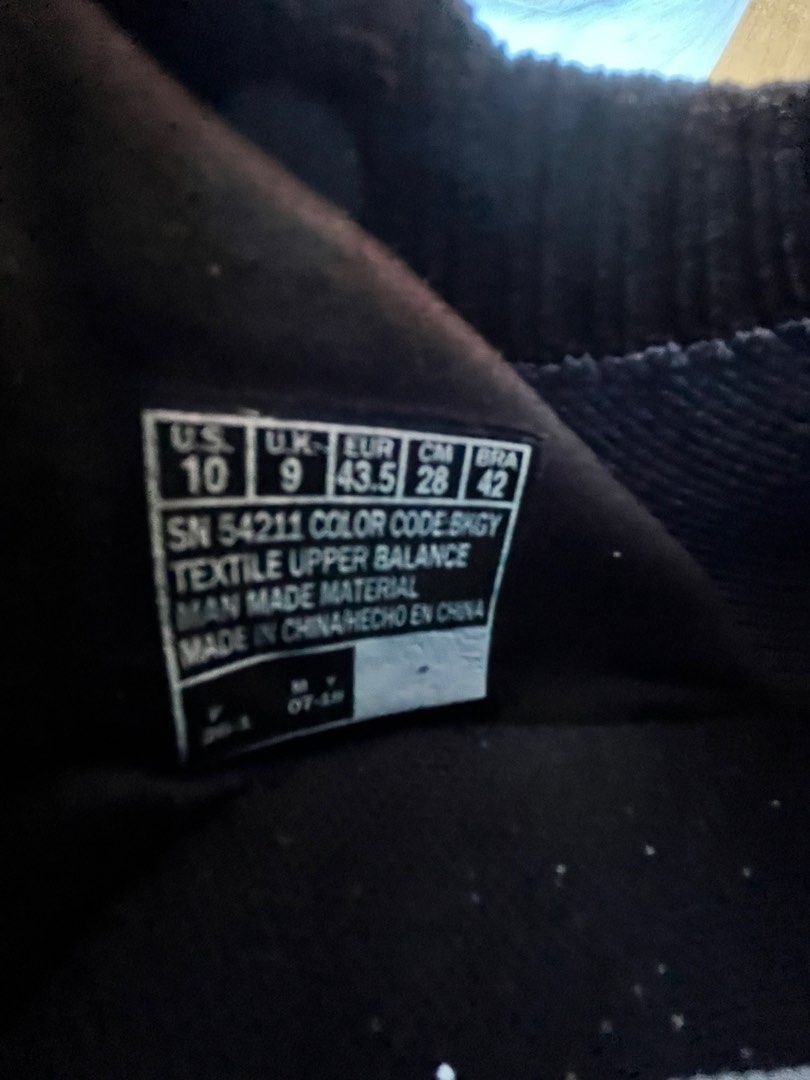 U.S. U.K. EUR CM BRA
10 9 43.5 28 42
SN 54211 COLOR CODE:BKGY
TEXTILE UPPER BALANCE
MAN MADE MATERIAL
MADE IN CHINA/HECHO EN CHINA
M Y